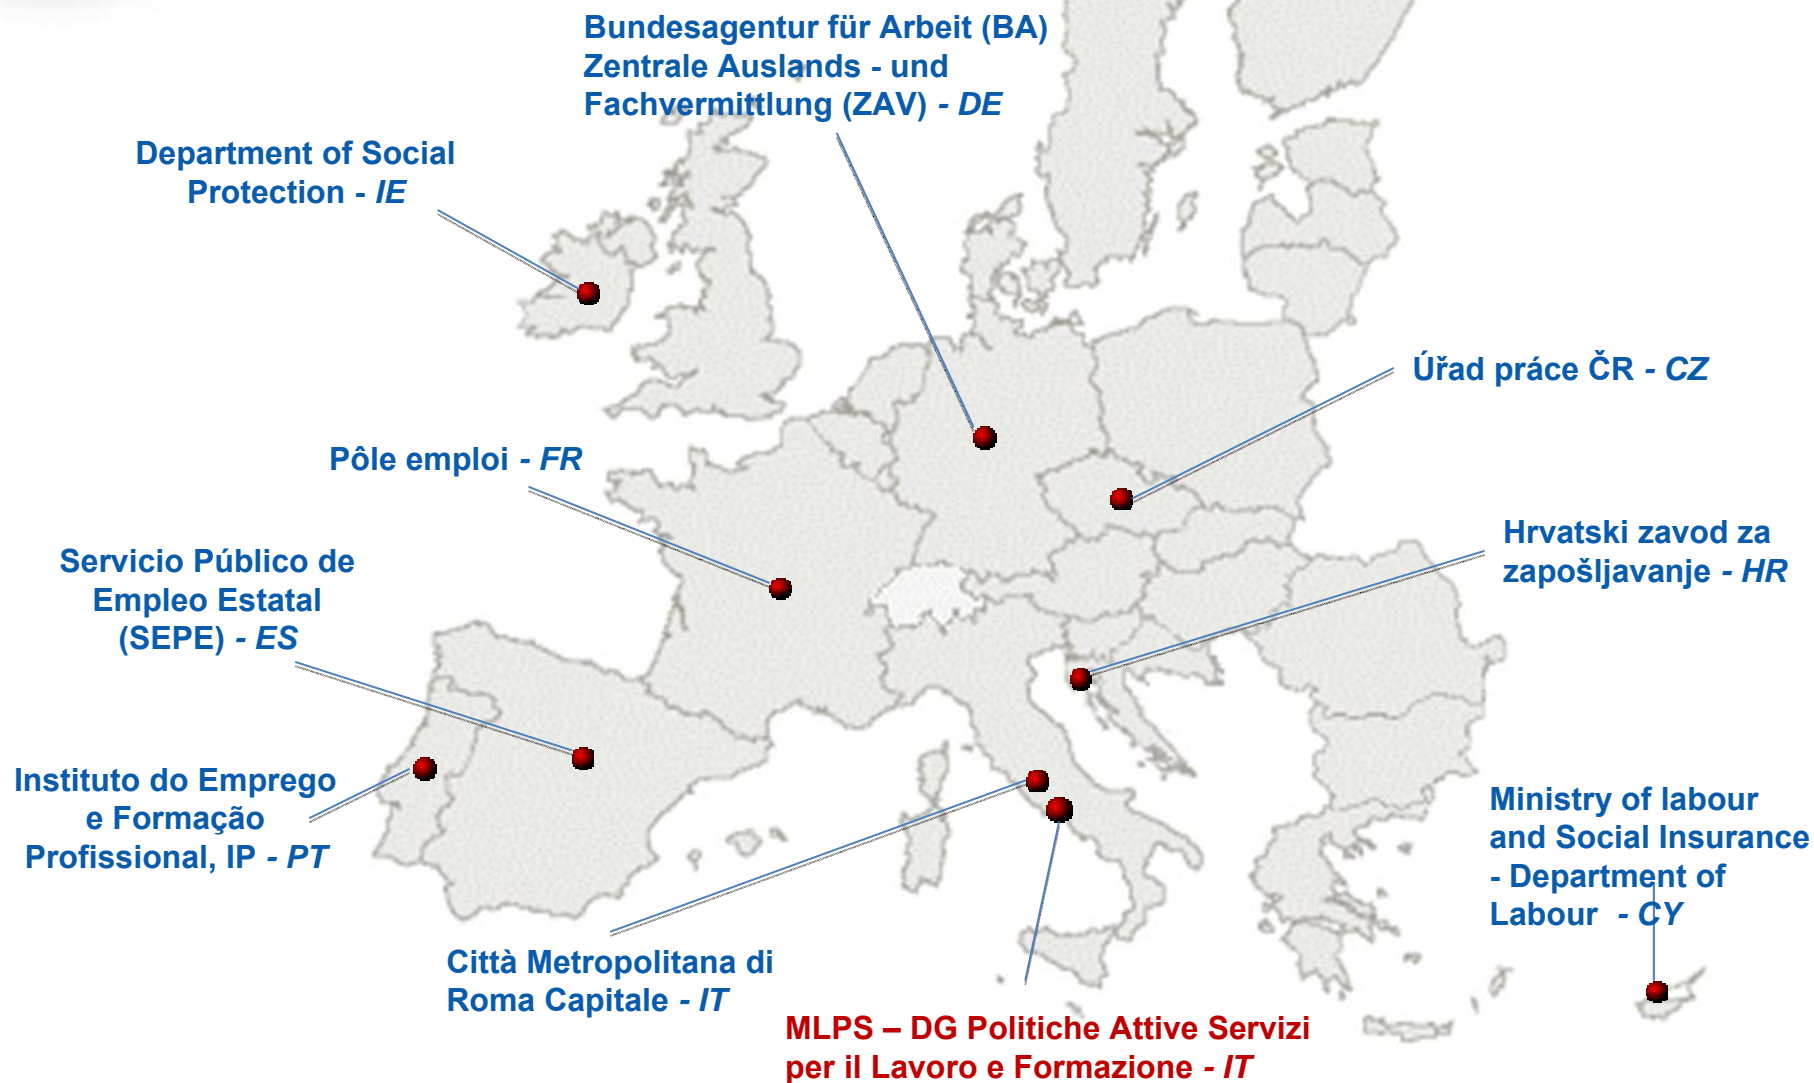 Bundesagentur für Arbeit (BA)
Zentrale Auslands - und
Fachvermittlung (ZAV) - DE
Department of Social
Protection - IE
Úřad práce ČR - CZ
Pôle emploi - FR
Hrvatski zavod za
zapošljavanje - HR
Servicio Público de
Empleo Estatal
(SEPE) - ES
Instituto do Emprego
e Formação
Profissional, IP - PT
Ministry of labour
and Social Insurance
- Department of
Labour - CY
Città Metropolitana di
Roma Capitale - IT
MLPS – DG Politiche Attive Servizi
per il Lavoro e Formazione - IT